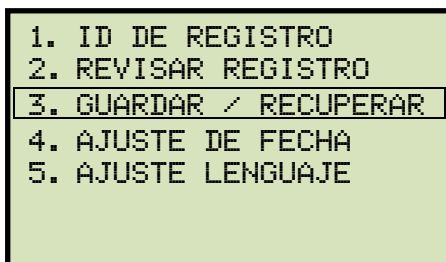 1. ID DE REGISTRO
2. REVISAR REGISTRO
3. GUARDAR / RECUPERAR
4. AJUSTE DE FECHA
5. AJUSTE LENGUAJE